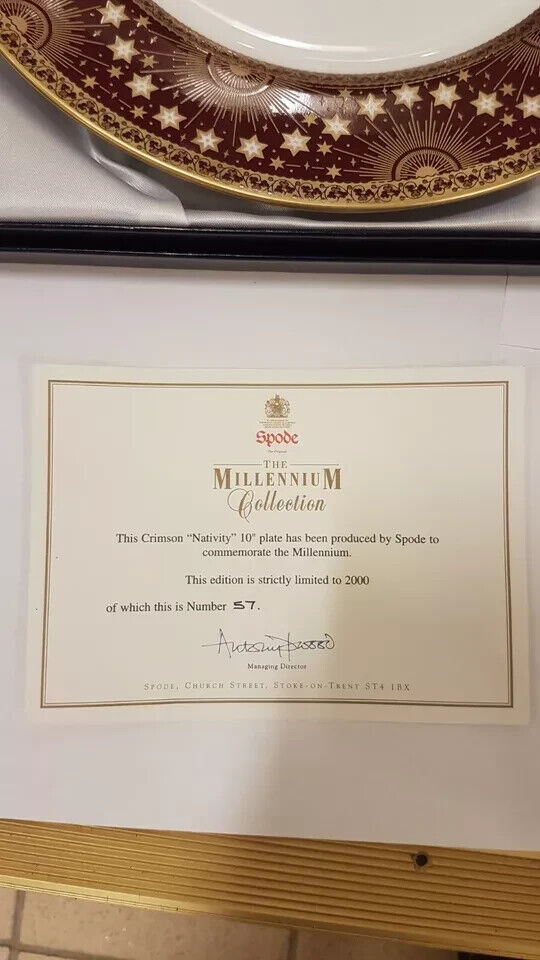 Spode
The Original
THE
MILLENNIUM
Collection
This Crimson "Nativity" 10" plate has been produced by Spode to
commemorate the Millennium.
This edition is strictly limited to 2000
of which this is Number 57.
Managing Director
SPODE, CHURCH STREET, STOKE-ON-TRENT ST4 1BX